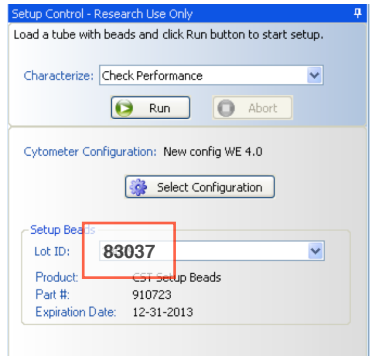 Setup Control - Research Use Only
Load a tube with beads and click Run button to start setup.
Characterize: Check Performance
Run Abort
Cytometer Configuration: New config WE 4.0
Select Configuration
Setup Beads
Lot ID: 83037
Product: CST Setup Beads
Part #: 910723
Expiration Date: 12-31-2013